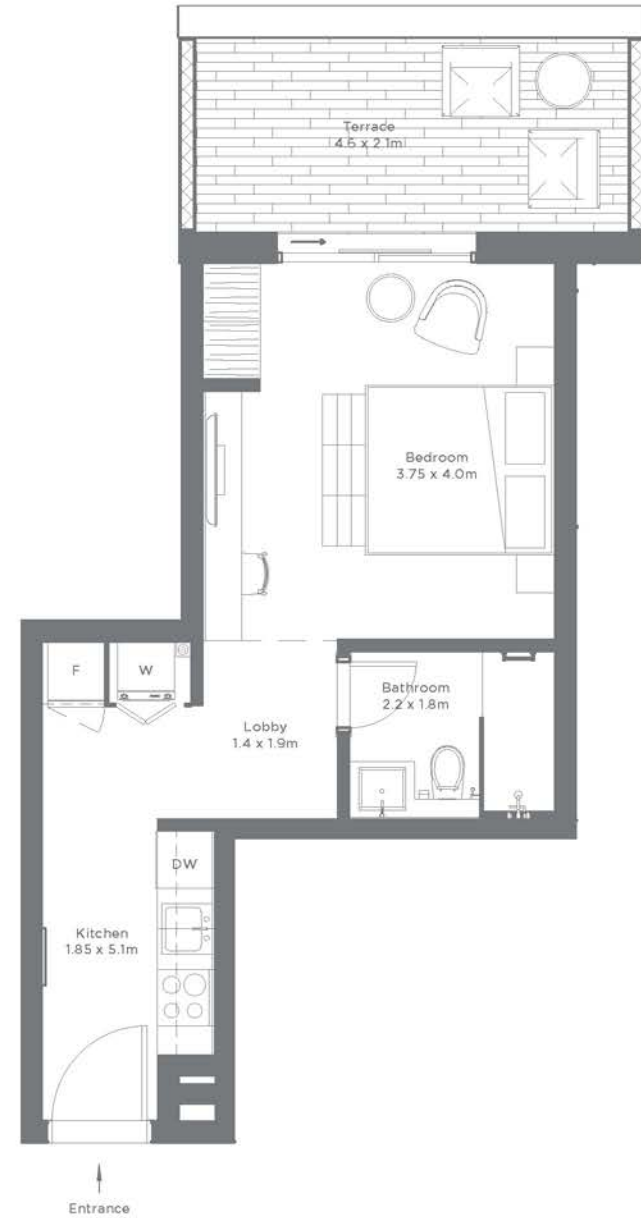 Terrace
4.6 x 2.1m
Bedroom
3.75 x 4.0m
F
W
Bathroom
2.2 x 1.8m
Lobby
1.4 x 1.9m
DW
Kitchen
1.85 x 5.1m
Entrance